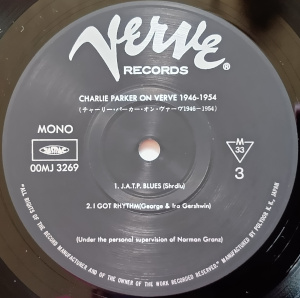 Verve
®
RECORDS
CHARLIE PARKER ON VERVE 1946-1954
(チャーリー・パーカー・オン・ヴァーヴ1946-1954)
MONO
00MJ 3269
M
33
3
1. J.A.T.P. BLUES (Shrdlu)
2. I GOT RHYTHM(George & Ira Gershwin)
(Under the personal supervision of Norman Granz)
"ALL RIGHTS OF THE RECORD MANUFACTURER AND OF THE OWNER OF THE WORK RECORDED RESERVED." MANUFACTURED BY POLYDOR K. K., JAPAN